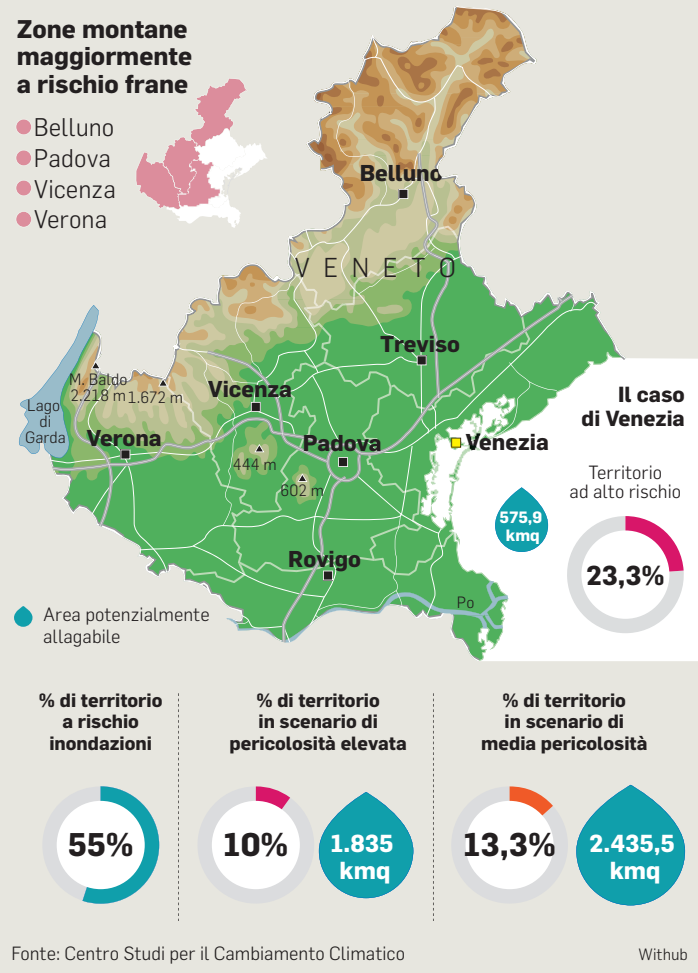 Zone montane
maggiormente
a rischio frane
Belluno
Padova
Vicenza
Verona
Belluno
VENETO
Treviso
M. Baldo
2.218 m
1.672 m
Vicenza
Lago
di
Garda
Verona
444 m
Padova
602 m
Venezia
Rovigo
Po
Il caso
di Venezia
Territorio
ad alto rischio
575,9
kmq
23,3%
Area potenzialmente
allagabile
% di territorio
a rischio
inondazioni
55%
% di territorio
in scenario di
pericolosità elevata
10%
1.835
kmq
% di territorio
in scenario di
media pericolosità
13,3%
2.435,5
kmq
Fonte: Centro Studi per il Cambiamento Climatico
Withub